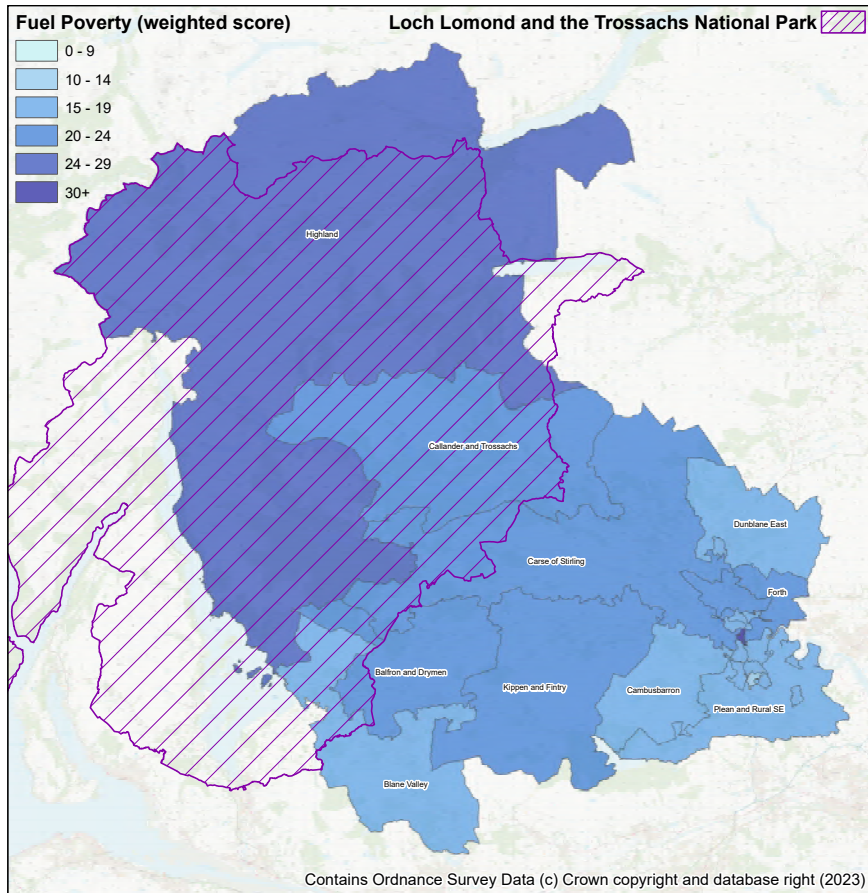 Fuel Poverty (weighted score)
Loch Lomond and the Trossachs National Park
0 - 9
10 - 14
15 - 19
20 - 24
24 - 29
30+
Highland
Callander and Trossachs
Dunblane East
Carse of Stirling
Forth
Balfron and Drymen
Kippen and Fintry
Cambusbarron
Plean and Rural SE
Blane Valley
Contains Ordnance Survey Data (c) Crown copyright and database right (2023)